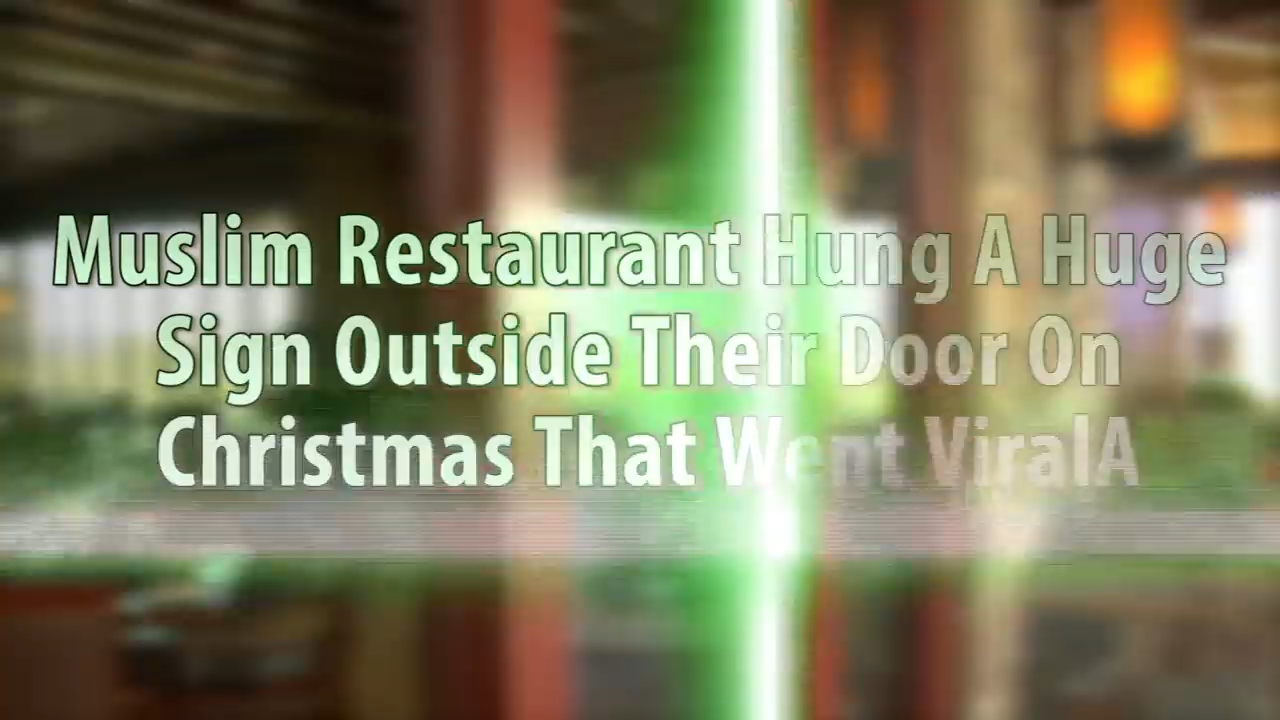 Muslim Restaurant Hung A Huge
Sign Outside Their Door On
Christmas That Went ViralA